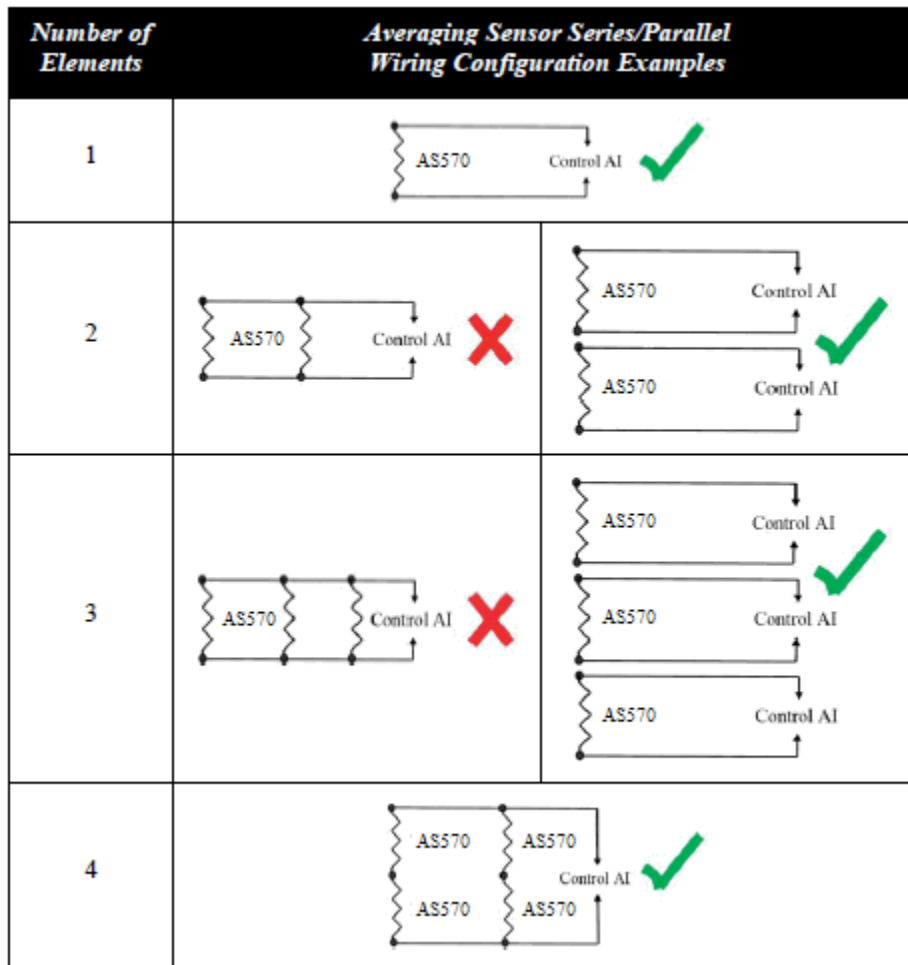 Number of
Elements
Averaging Sensor Series/Parallel
Wiring Configuration Examples
1
AS570
Control AI
2
AS570
Control AI
AS570
Control AI
AS570
Control AI
3
AS570
Control AI
AS570
Control AI
AS570
Control AI
AS570
Control AI
4
AS570
AS570
Control AI
AS570
AS570